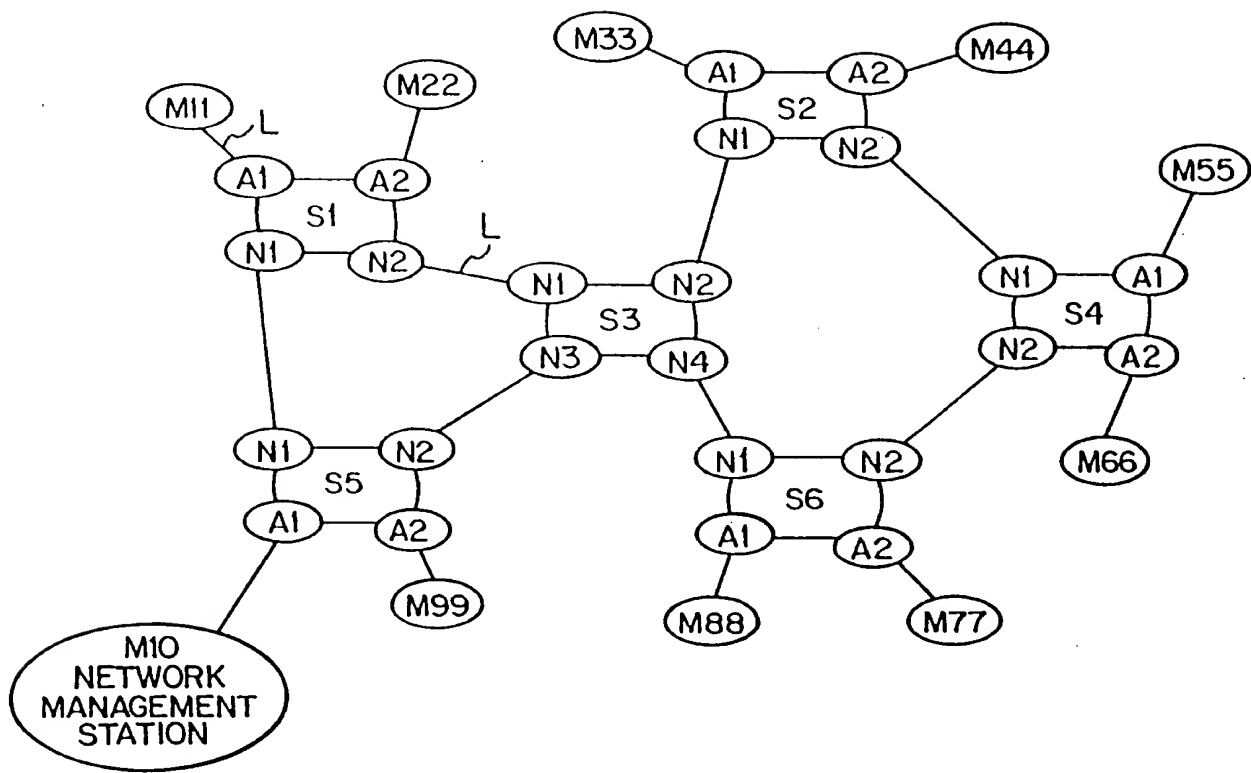 M33
A1
A2
M44
M11
L
M22
S2
N1
N2
A1
A2
S1
M55
N1
N2
L
N1
N2
S3
N3
N4
N1
A1
S4
N2
A2
N1
N2
S5
A1
A2
N1
N2
S6
A1
A2
M66
M99
M88
M77
M10
NETWORK
MANAGEMENT
STATION